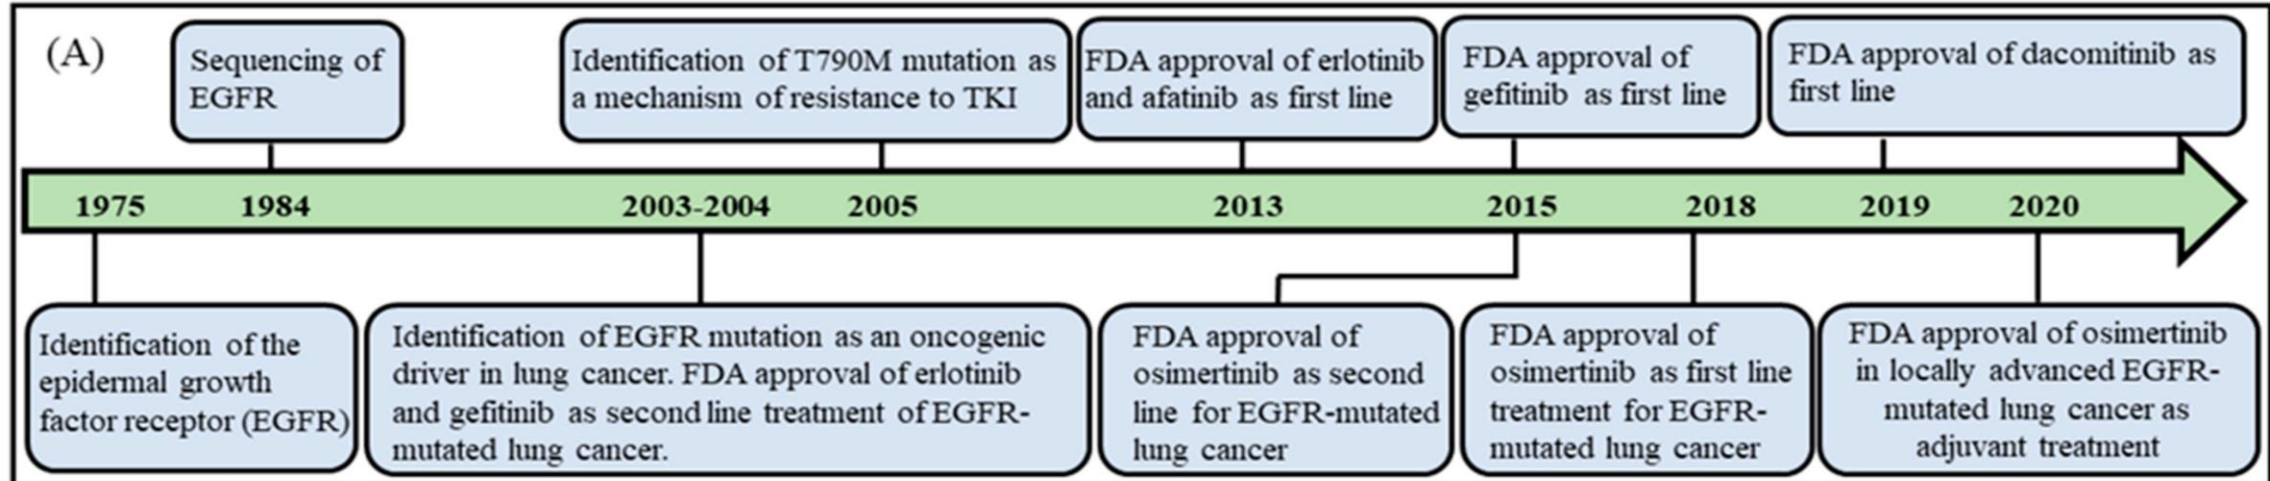 (A)
Sequencing of
EGFR
Identification of T790M mutation as
a mechanism of resistance to TKI
FDA approval of erlotinib
and afatinib as first line
FDA approval of
gefitinib as first line
FDA approval of dacomitinib as
first line
1975 1984 2003-2004 2005 2013 2015 2018 2019 2020
Identification of the
epidermal growth
factor receptor (EGFR)
Identification of EGFR mutation as an oncogenic
driver in lung cancer. FDA approval of erlotinib
and gefitinib as second line treatment of EGFR-
mutated lung cancer.
FDA approval of
osimertinib as second
line for EGFR-mutated
lung cancer
FDA approval of
osimertinib as first line
treatment for EGFR-
mutated lung cancer
FDA approval of osimertinib
in locally advanced EGFR-
mutated lung cancer as
adjuvant treatment